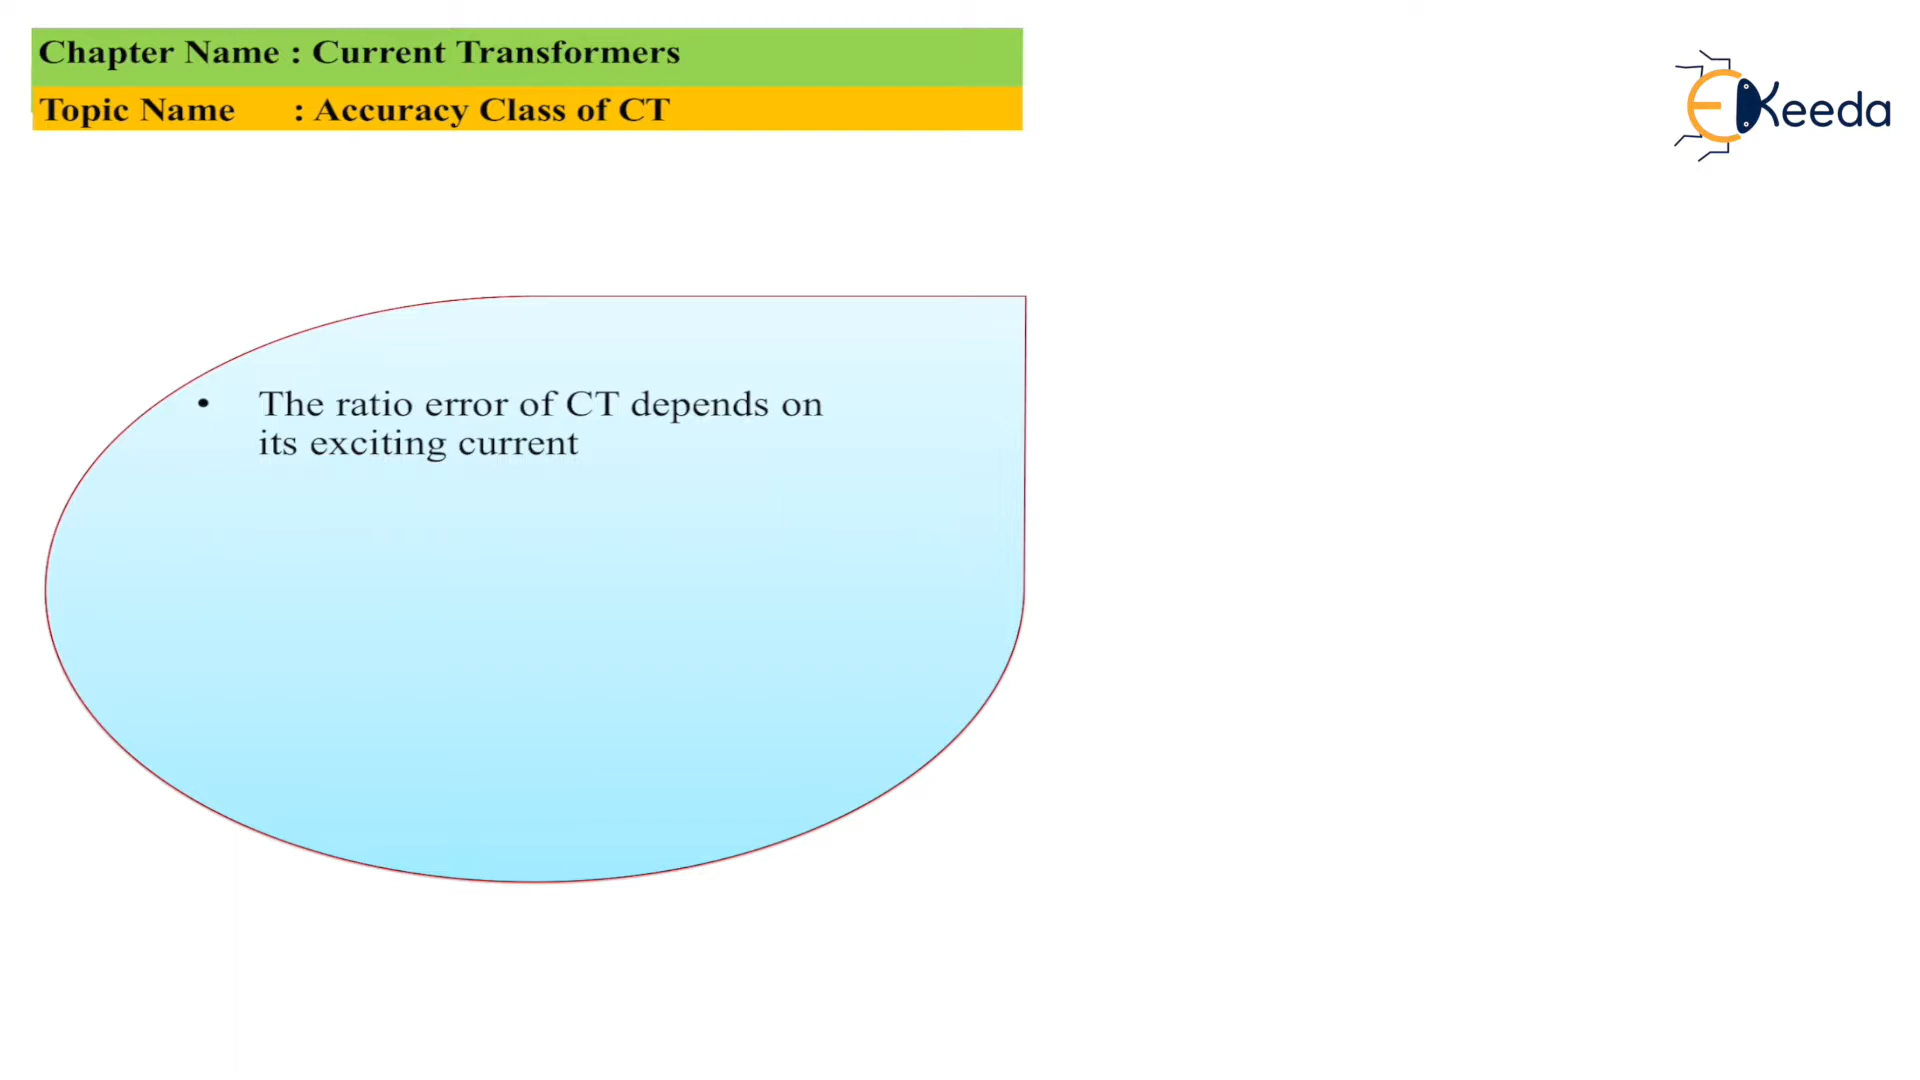 Chapter Name : Current Transformers
Topic Name : Accuracy Class of CT
EKeeda
• The ratio error of CT depends on
its exciting current